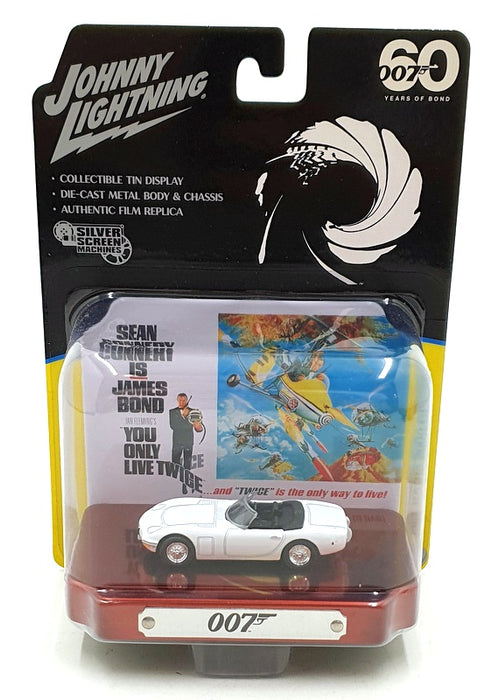 JOHNNY
LIGHTNING®
60
007
YEARS OF BOND
• COLLECTIBLE TIN DISPLAY
• DIE-CAST METAL BODY & CHASSIS
• AUTHENTIC FILM REPLICA
SILVER
SCREEN
MACHINES
SEAN
CONNERY
IS
JAMES
BOND
IAN FLEMING'S
YOU
ONLY
LIVE TWICE
...and "TWICE" is the only way to live!
007